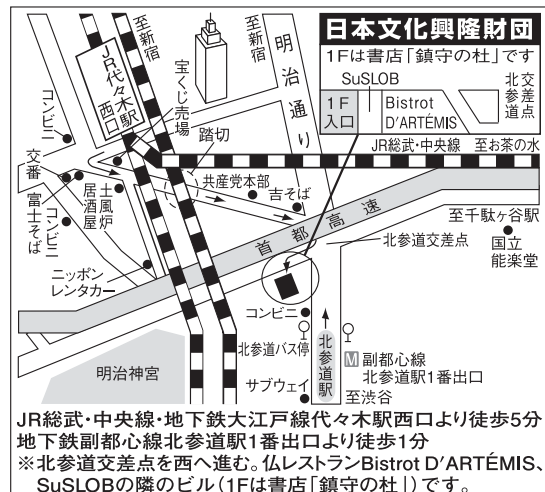 日本文化興隆財団
1Fは書店「鎮守の杜」です
SuSLOB
1F
入口
Bistrot
D'ARTÉMIS
北参道
交差点
至新宿
至新宿
JR代々木駅
西口
宝くじ売場
明治通り
踏切
コンビニ
交番
富士そば
コンビニ
居酒屋
土風炉
共産党本部
吉そば
JR総武・中央線 至お茶の水
首都高速
至千駄ヶ谷駅
国立
能楽堂
北参道交差点
ニッポン
レンタカー
コンビニ
北参道バス停
北参道駅
M 副都心線
北参道駅1番出口
明治神宮
サブウェイ
至渋谷
JR総武・中央線・地下鉄大江戸線代々木駅西口より徒歩5分
地下鉄副都心線北参道駅1番出口より徒歩1分
※北参道交差点を西へ進む。仏レストランBistrot D'ARTÉMIS、
SuSLOBの隣のビル(1Fは書店「鎮守の杜」)です。